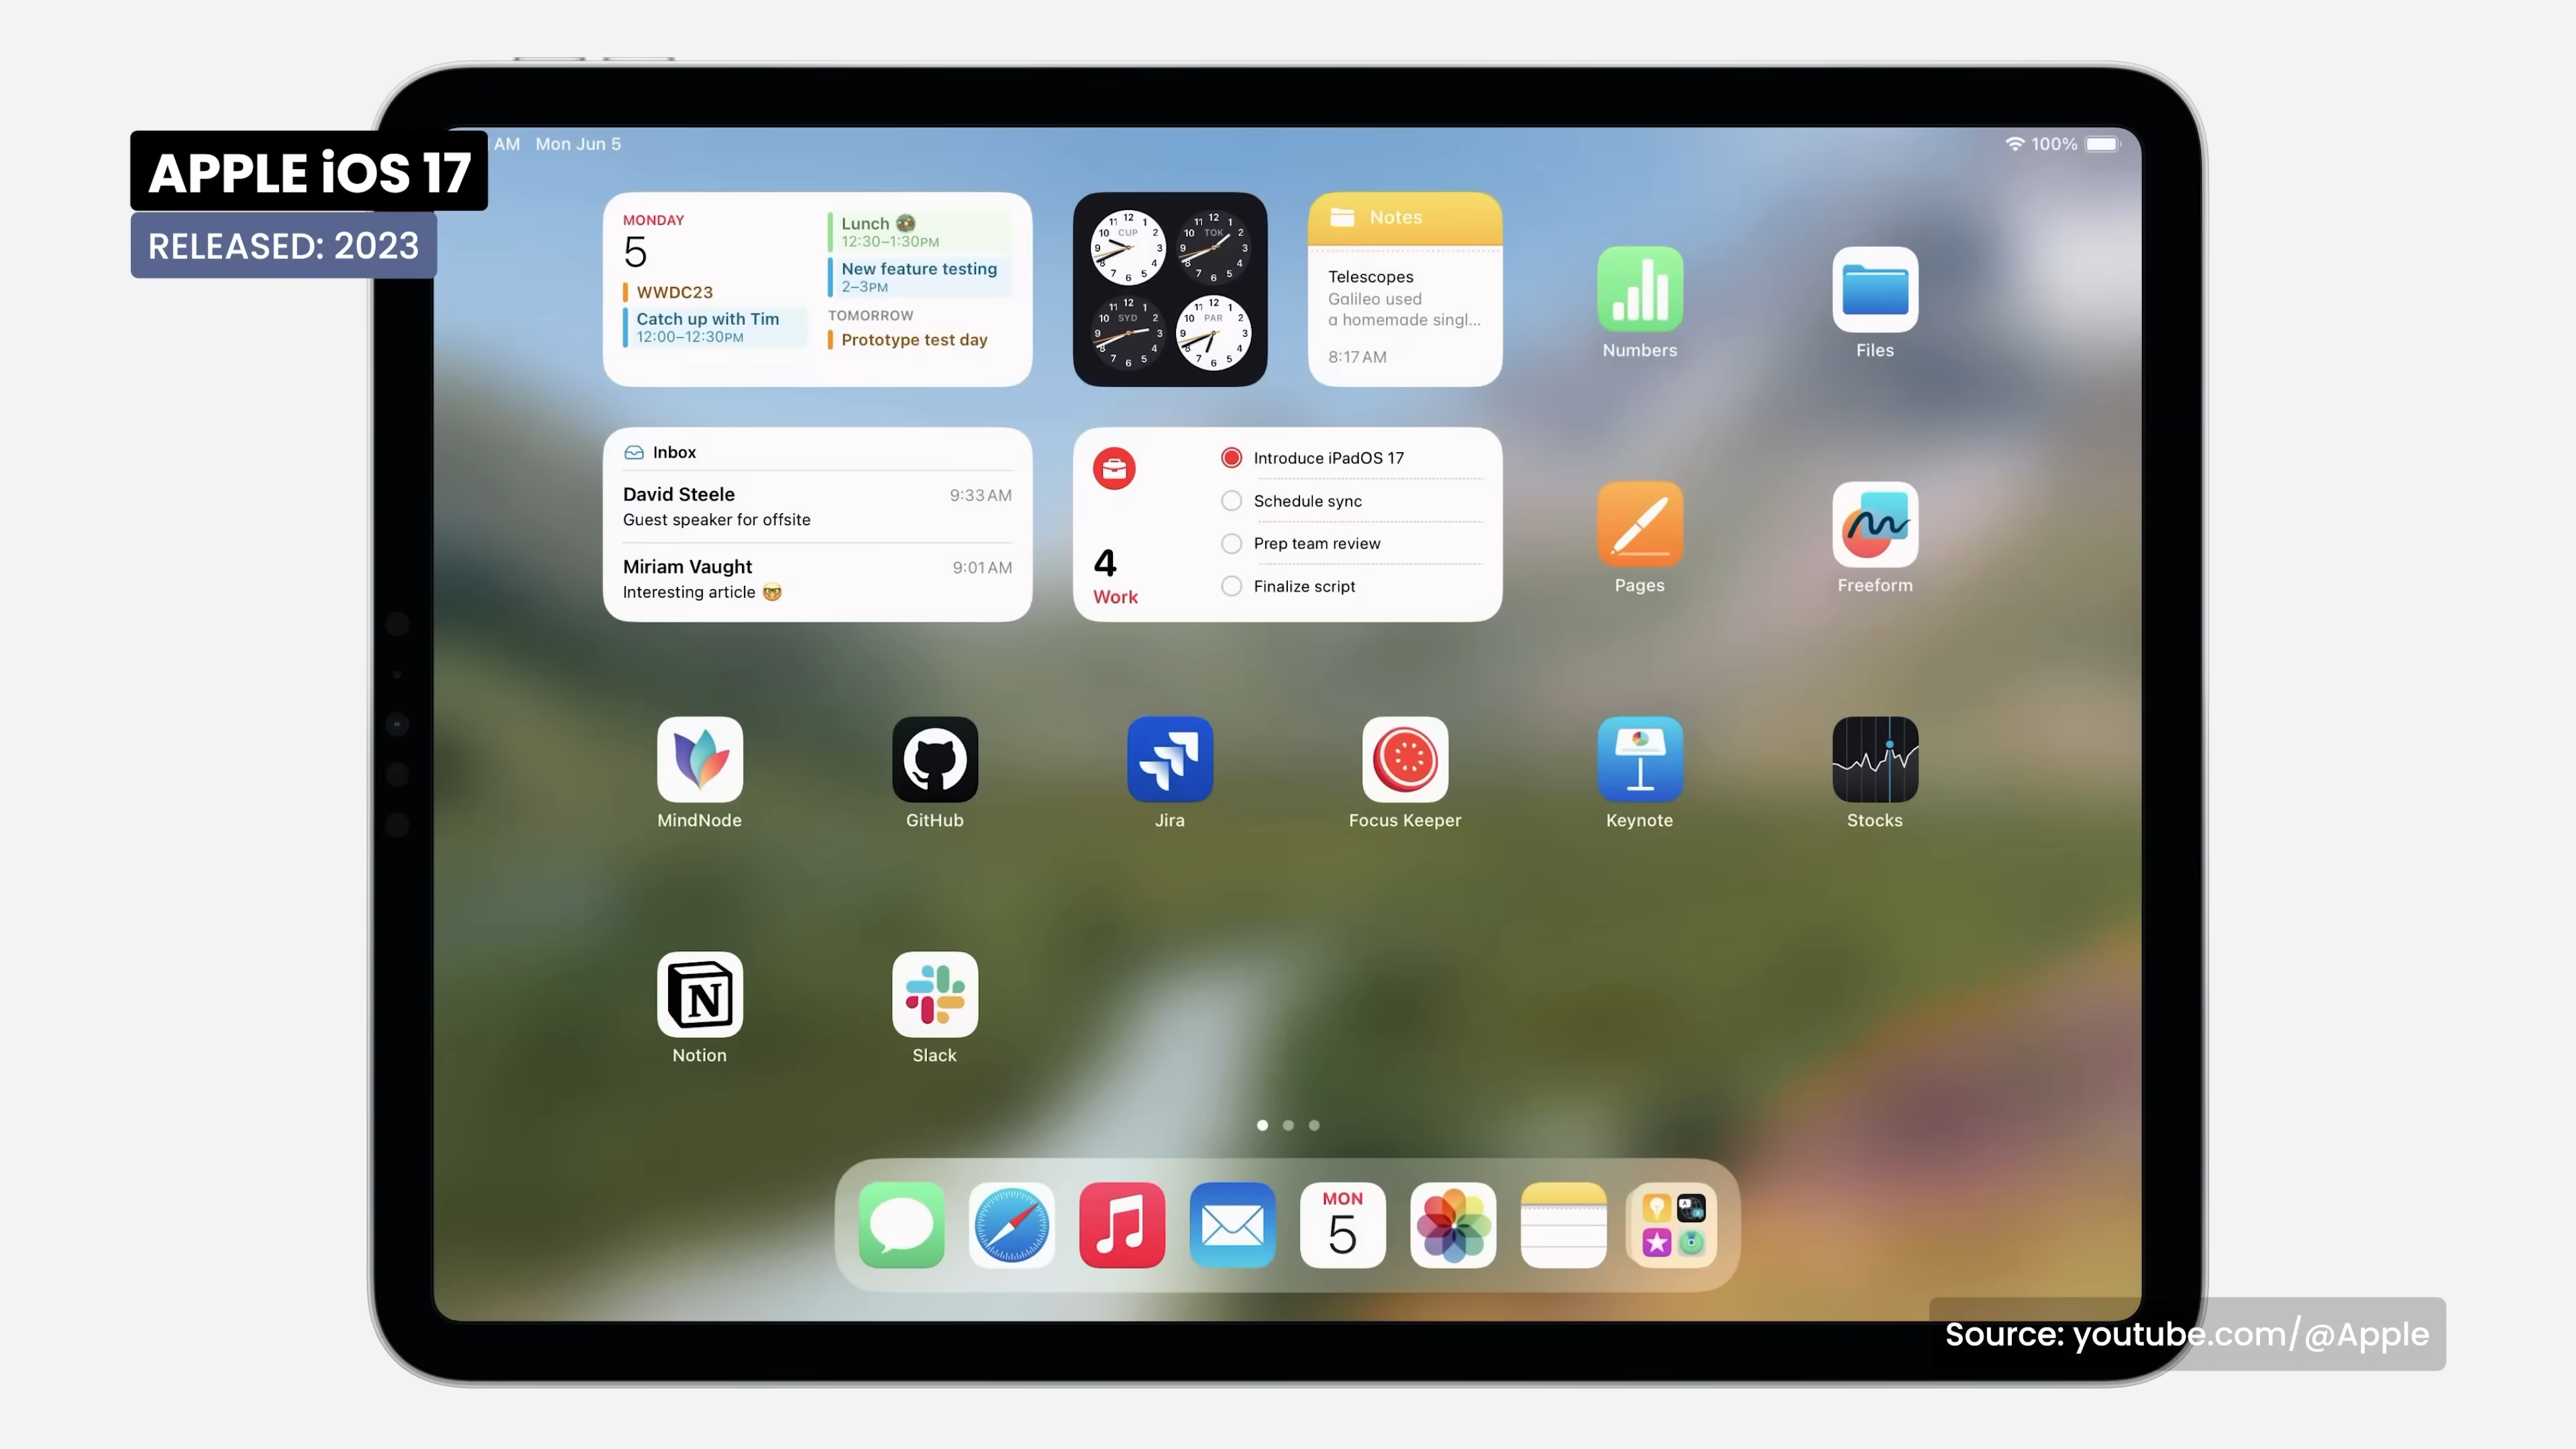 APPLE iOS 17
RELEASED: 2023
AM Mon Jun 5
100%
MONDAY
5
WWDC23
Catch up with Tim
12:00–12:30PM
Lunch
12:30–1:30PM
New feature testing
2–3PM
TOMORROW
Prototype test day
CUP
TOK
SYD
PAR
Notes
Telescopes
Galileo used
a homemade singl...
8:17 AM
Numbers
Files
Inbox
David Steele 9:33 AM
Guest speaker for offsite
Miriam Vaught 9:01 AM
Interesting article 🤓
4
Work
Introduce iPadOS 17
Schedule sync
Prep team review
Finalize script
Pages
Freeform
MindNode
GitHub
Jira
Focus Keeper
Keynote
Stocks
N
Notion
Slack
MON
5
Source: youtube.com/@Apple